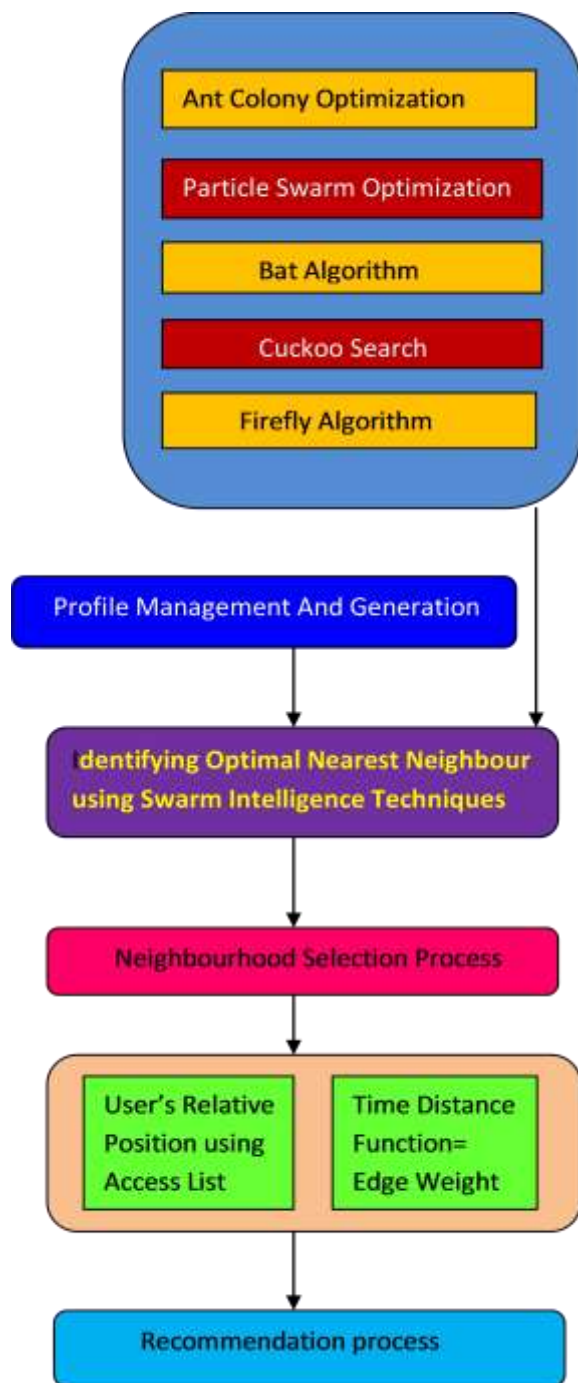 Ant Colony Optimization
Particle Swarm Optimization
Bat Algorithm
Cuckoo Search
Firefly Algorithm
Profile Management And Generation
Identifying Optimal Nearest Neighbour
using Swarm Intelligence Techniques
Neighbourhood Selection Process
User's Relative
Position using
Access List
Time Distance
Function=
Edge Weight
Recommendation process